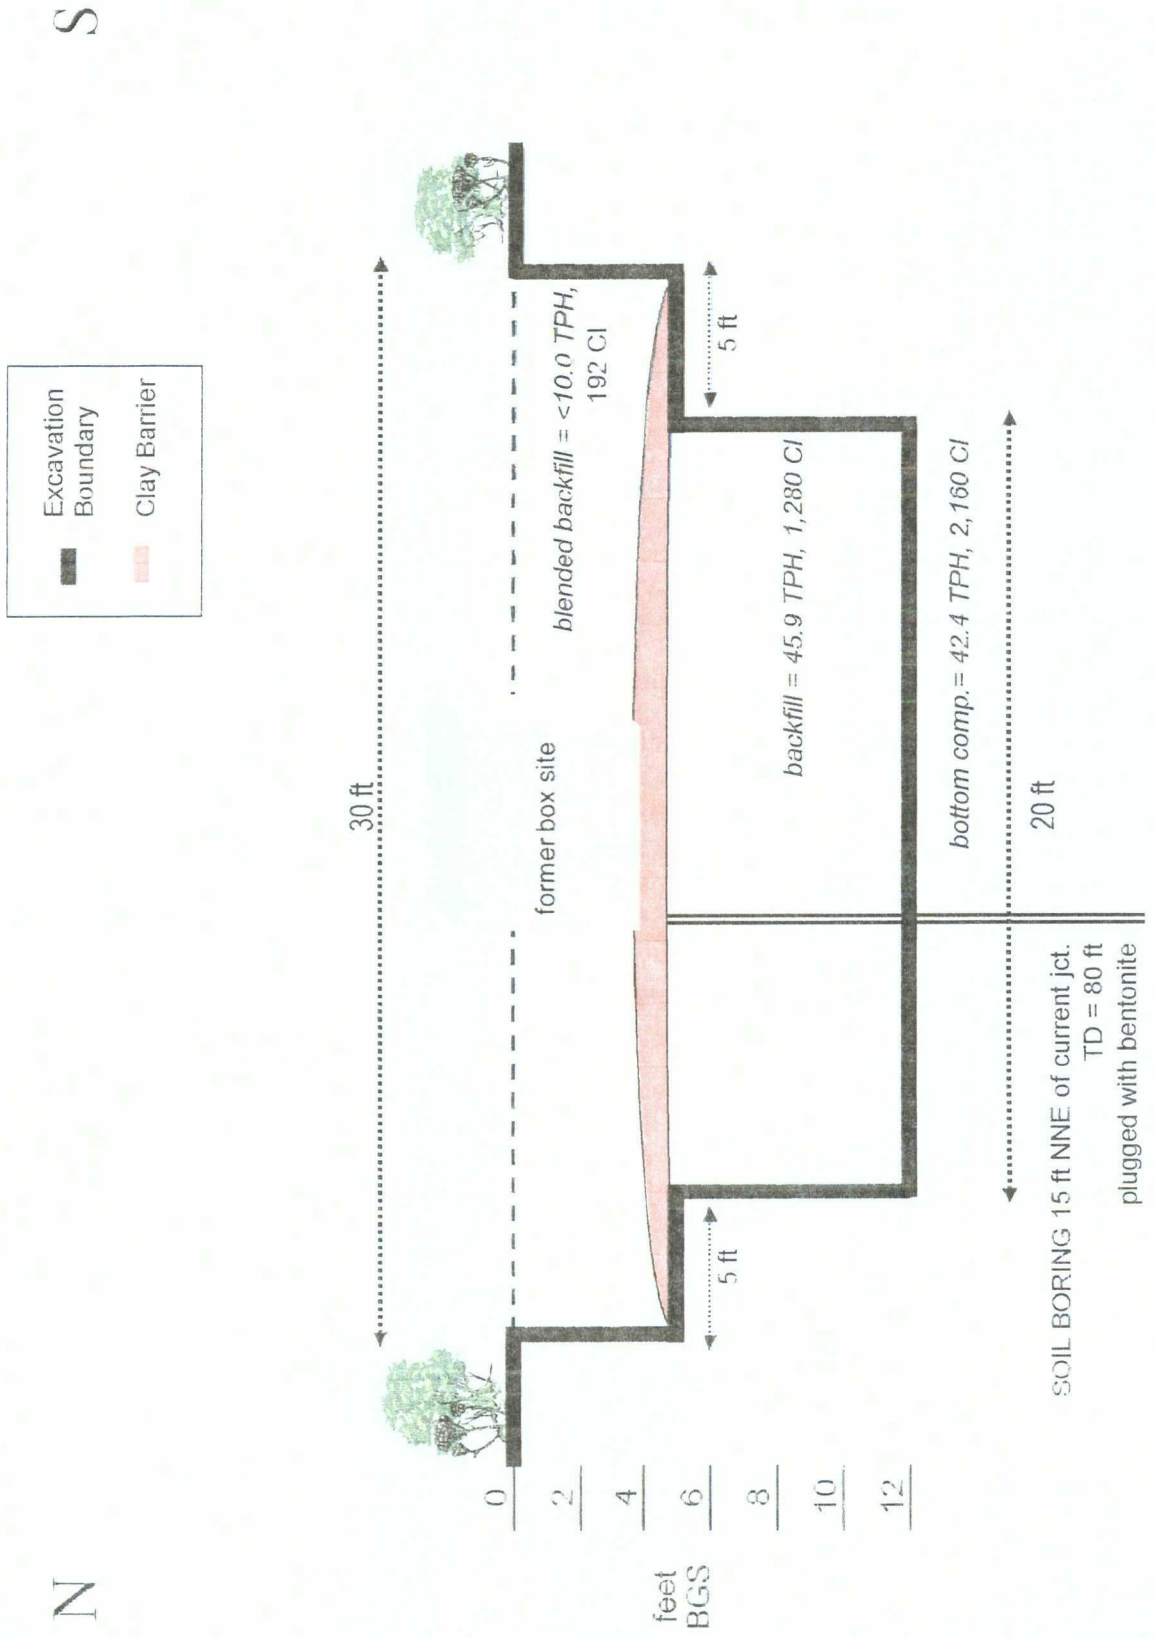 N
S
Excavation
Boundary
Clay Barrier
30 ft
feet
BGS
0
2
4
6
8
10
12
former box site
blended backfill = <10.0 TPH,
192 Cl
5 ft
5 ft
backfill = 45.9 TPH, 1,280 Cl
bottom comp.= 42.4 TPH, 2,160 Cl
20 ft
SOIL BORING 15 ft NNE of current jct.
TD = 80 ft
plugged with bentonite